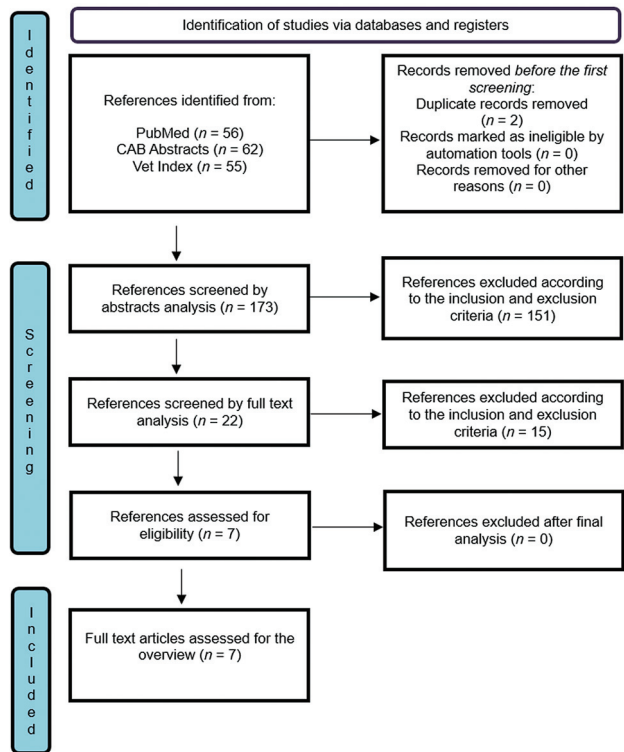 Identification of studies via databases and registers
Identified
References identified from:
PubMed (n = 56)
CAB Abstracts (n = 62)
Vet Index (n = 55)
Records removed before the first
screening:
Duplicate records removed
(n = 2)
Records marked as ineligible by
automation tools (n = 0)
Records removed for other
reasons (n = 0)
Screening
References screened by
abstracts analysis (n = 173)
References excluded according
to the inclusion and exclusion
criteria (n = 151)
References screened by full text
analysis (n = 22)
References excluded according
to the inclusion and exclusion
criteria (n = 15)
References assessed for
eligibility (n = 7)
References excluded after final
analysis (n = 0)
Included
Full text articles assessed for the
overview (n = 7)